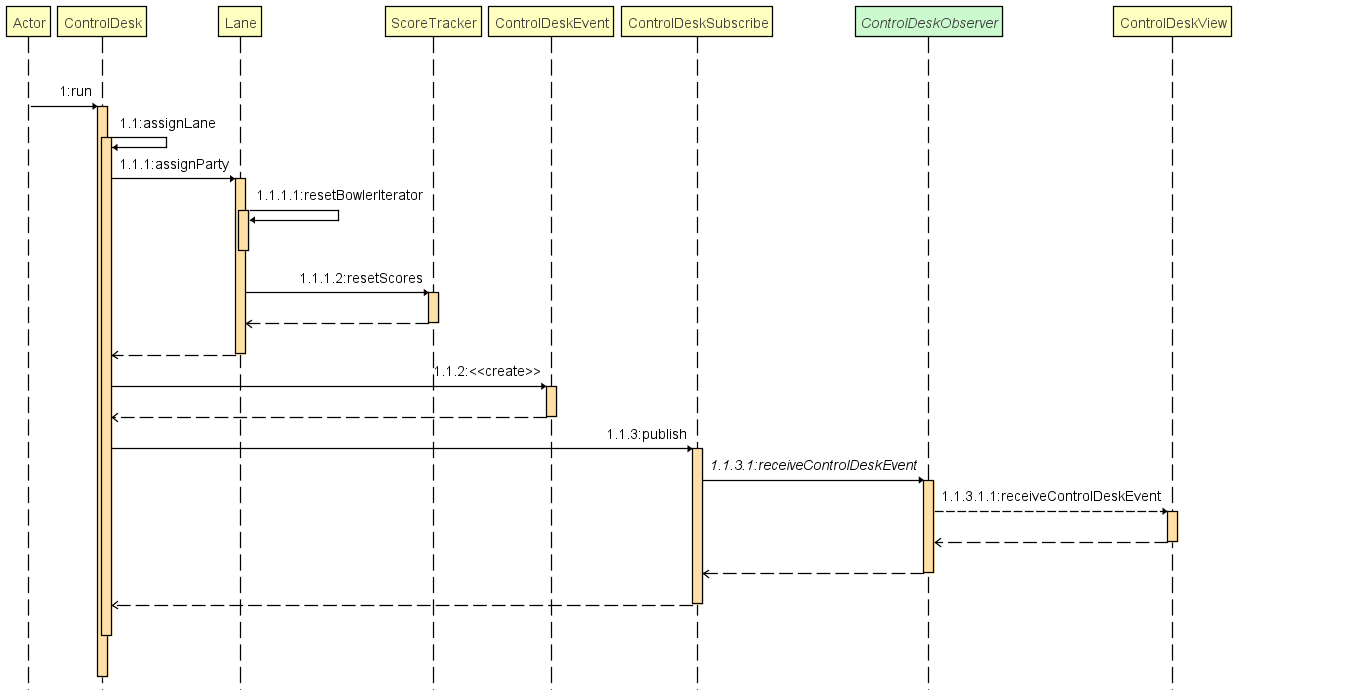 Actor ControlDesk Lane ScoreTracker ControlDeskEvent ControlDeskSubscribe ControlDeskObserver ControlDeskView
1:run
1.1:assignLane
1.1.1:assignParty
1.1.1.1:resetBowlerIterator
1.1.1.2:resetScores
1.1.2:<<create>>
1.1.3:publish
1.1.3.1:receiveControlDeskEvent
1.1.3.1.1:receiveControlDeskEvent